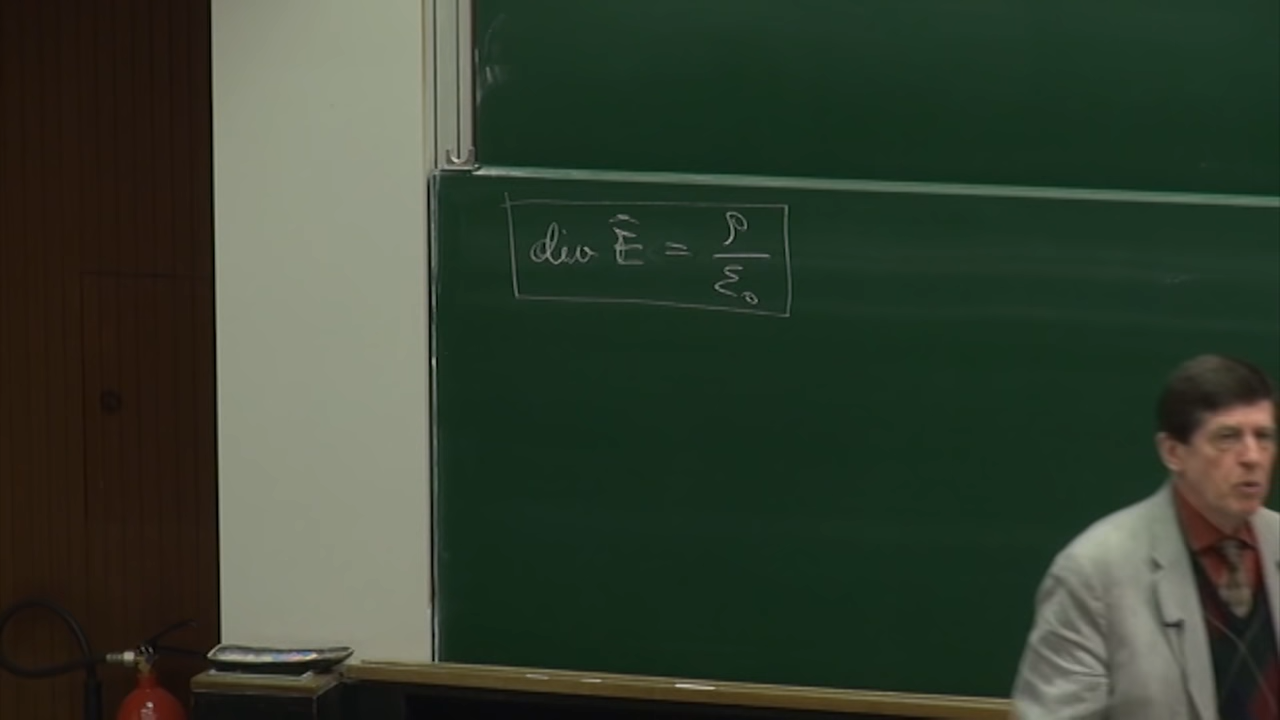 div E⃗ = ρ/ε₀